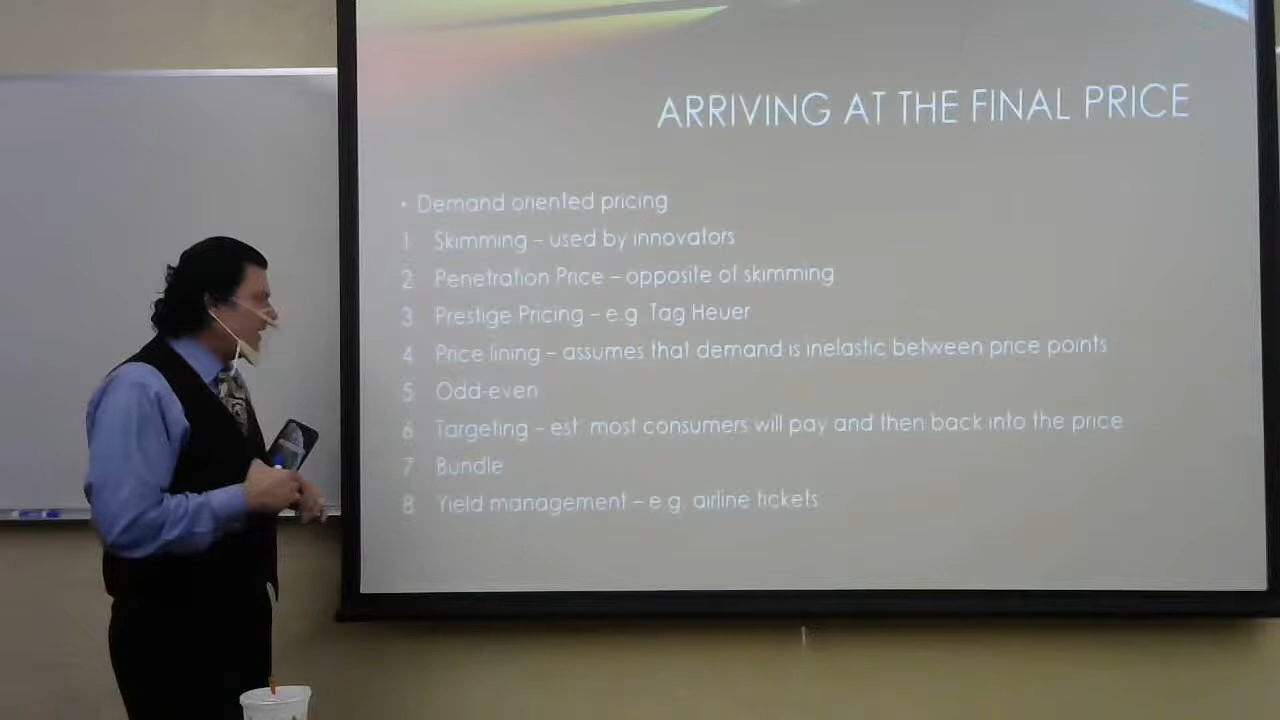 ARRIVING AT THE FINAL PRICE
• Demand oriented pricing
1 Skimming – used by innovators
2 Penetration Price – opposite of skimming
3 Prestige Pricing – e.g. Tag Heuer
4 Price lining – assumes that demand is inelastic between price points
5 Odd-even
6 Targeting – est. most consumers will pay and then back into the price
7 Bundle
8 Yield management – e.g. airline tickets